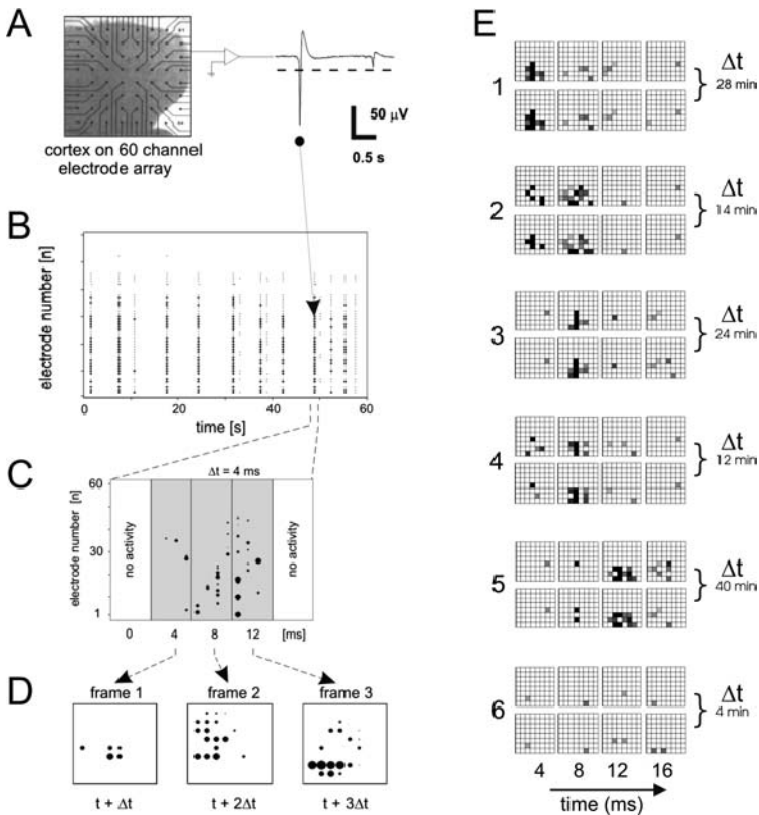 A
cortex on 60 channel
electrode array
50 µV
0.5 s
B
electrode number [n]
0 20 40 60
time [s]
C
Δt = 4 ms
electrode number [n]
60
30
1
no activity
no activity
0 4 8 12 [ms]
D
frame 1 frame 2 frame 3
t + Δt t + 2Δt t + 3Δt
E
1
Δt
28 min
2
Δt
14 min
3
Δt
24 min
4
Δt
12 min
5
Δt
40 min
6
Δt
4 min
4 8 12 16
time (ms)